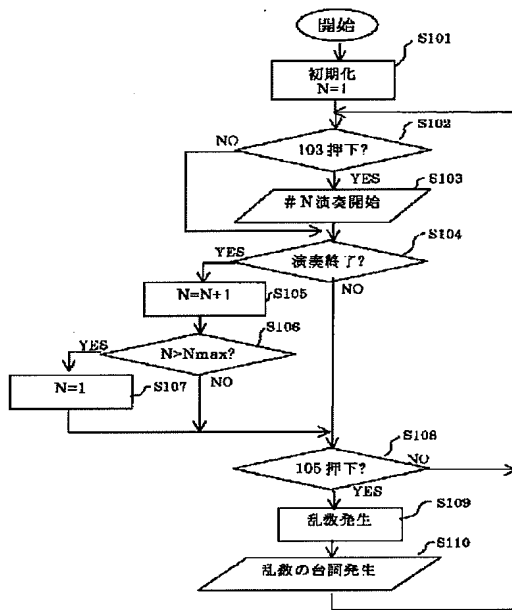 開始
S101
初期化
N=1
S102
103 押下?
NO
YES
S103
#N演奏開始
S104
演奏終了?
YES
NO
S105
N=N+1
S106
N>Nmax?
YES
NO
N=1
S107
S108
105 押下?
NO
YES
S109
乱数発生
S110
乱数の台詞発生